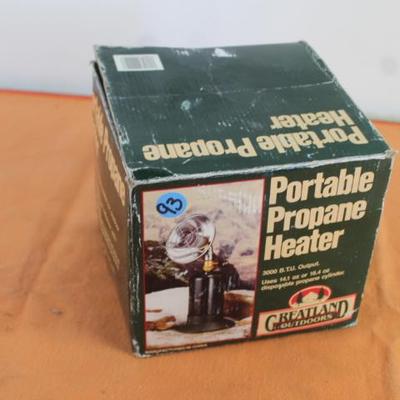 Portable Propane
Heater
Portable
Propane
Heater
3000 B.T.U. Output.
Uses 14.1 oz or 16.4 oz
disposable propane cylinder.
93
GREATLAND
OUTDOORS